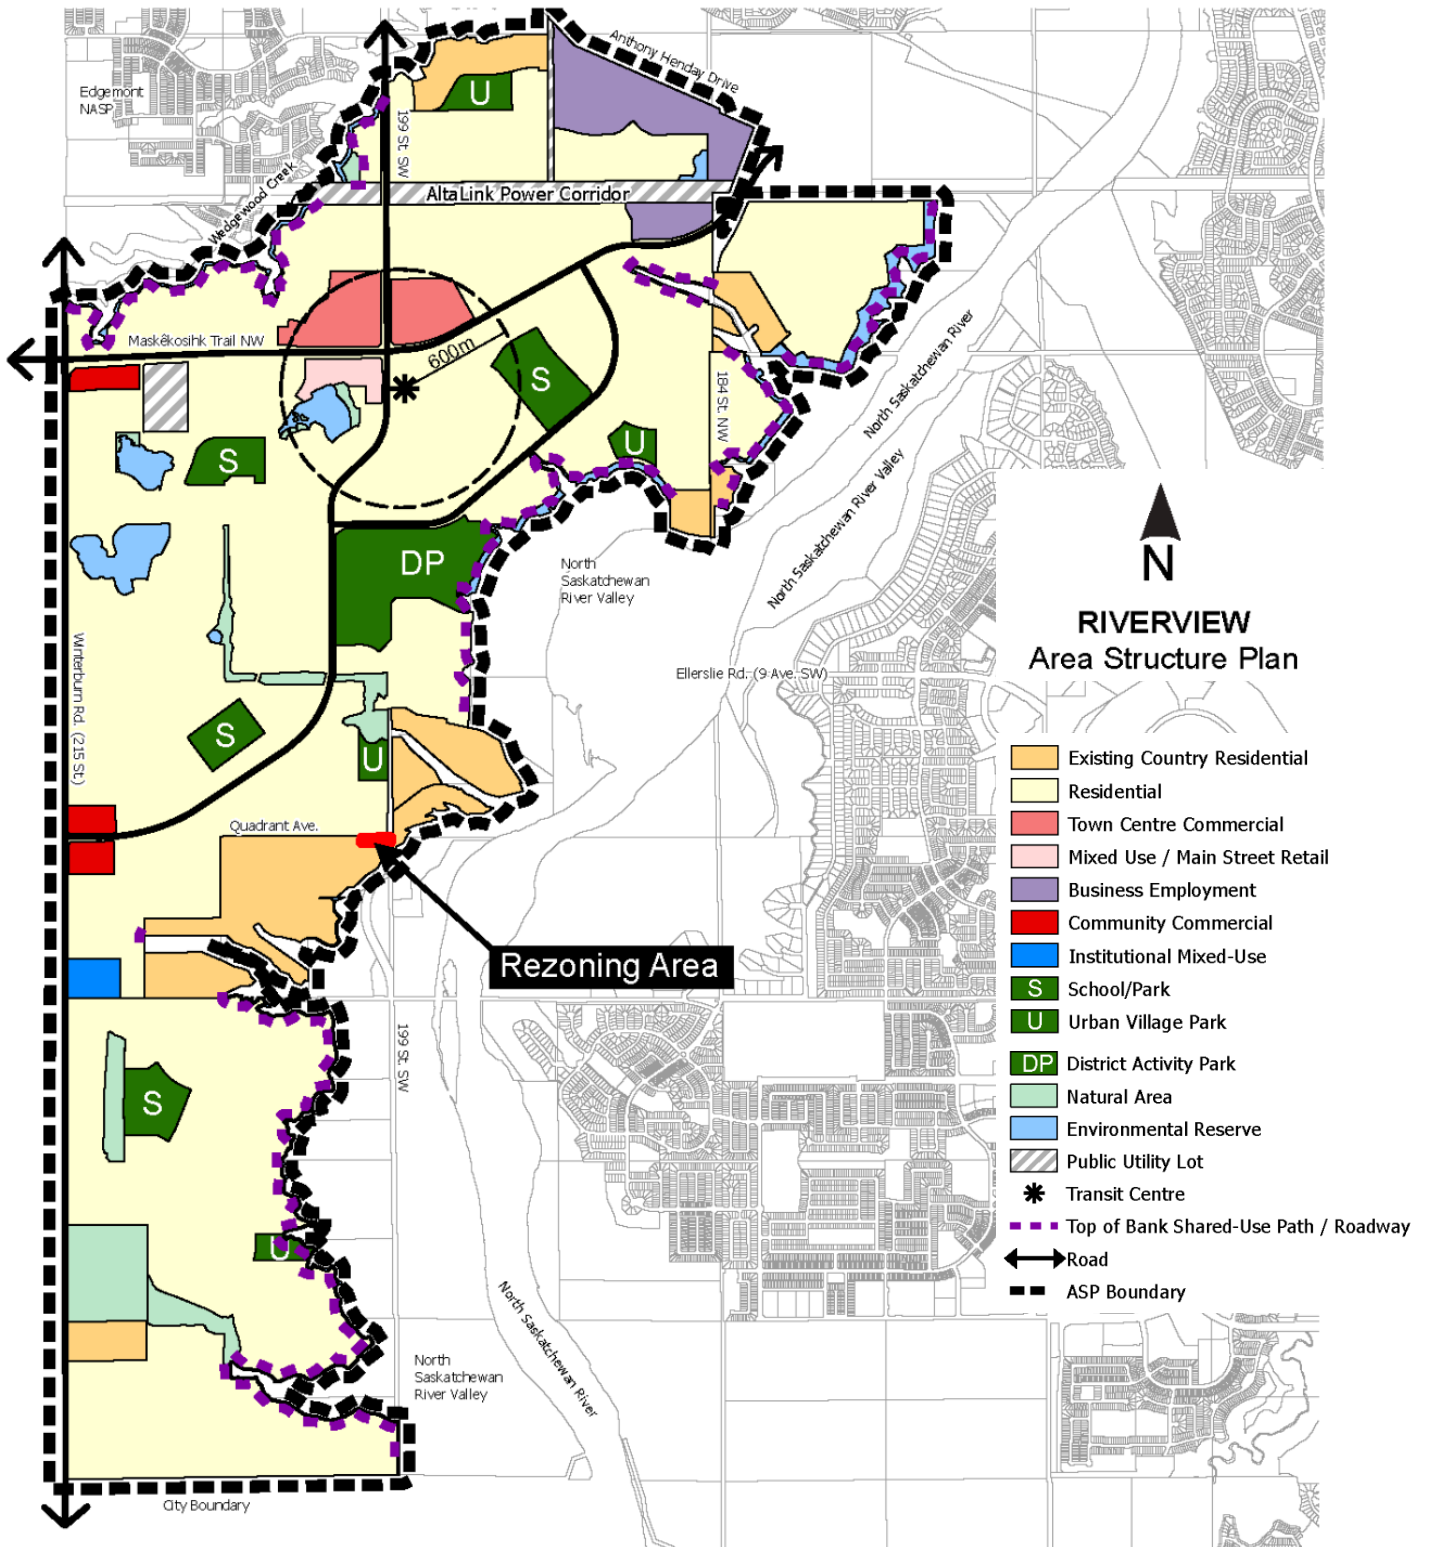 Edgemont
NASP
Anthony Henday Drive
U
199 St. SW
Wedgewood Creek
AltaLink Power Corridor
Maskêkosihk Trail NW
600m
S
184 St. NW
U
S
North Saskatchewan River
North Saskatchewan River Valley
DP
North
Saskatchewan
River Valley
N
RIVERVIEW
Area Structure Plan
Winterburn Rd. (215 St.)
Ellerslie Rd. (9 Ave. SW)
S
U
Quadrant Ave.
Rezoning Area
Existing Country Residential
Residential
Town Centre Commercial
Mixed Use / Main Street Retail
Business Employment
Community Commercial
Institutional Mixed-Use
S School/Park
U Urban Village Park
DP District Activity Park
Natural Area
Environmental Reserve
Public Utility Lot
Transit Centre
Top of Bank Shared-Use Path / Roadway
Road
ASP Boundary
199 St. SW
S
U
North Saskatchewan River
North
Saskatchewan
River Valley
City Boundary